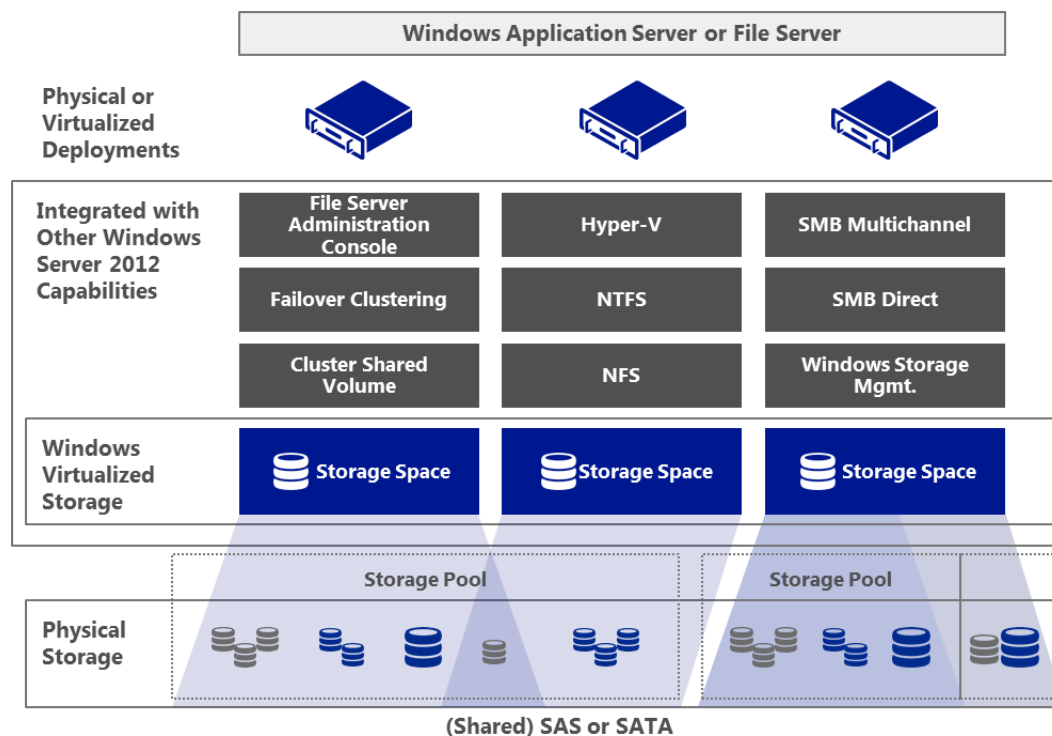 Windows Application Server or File Server
Physical or
Virtualized
Deployments
Integrated with
Other Windows
Server 2012
Capabilities
File Server
Administration
Console
Hyper-V
SMB Multichannel
Failover Clustering
NTFS
SMB Direct
Cluster Shared
Volume
NFS
Windows Storage
Mgmt.
Windows
Virtualized
Storage
Storage Space
Storage Space
Storage Space
Storage Pool
Storage Pool
Physical
Storage
(Shared) SAS or SATA